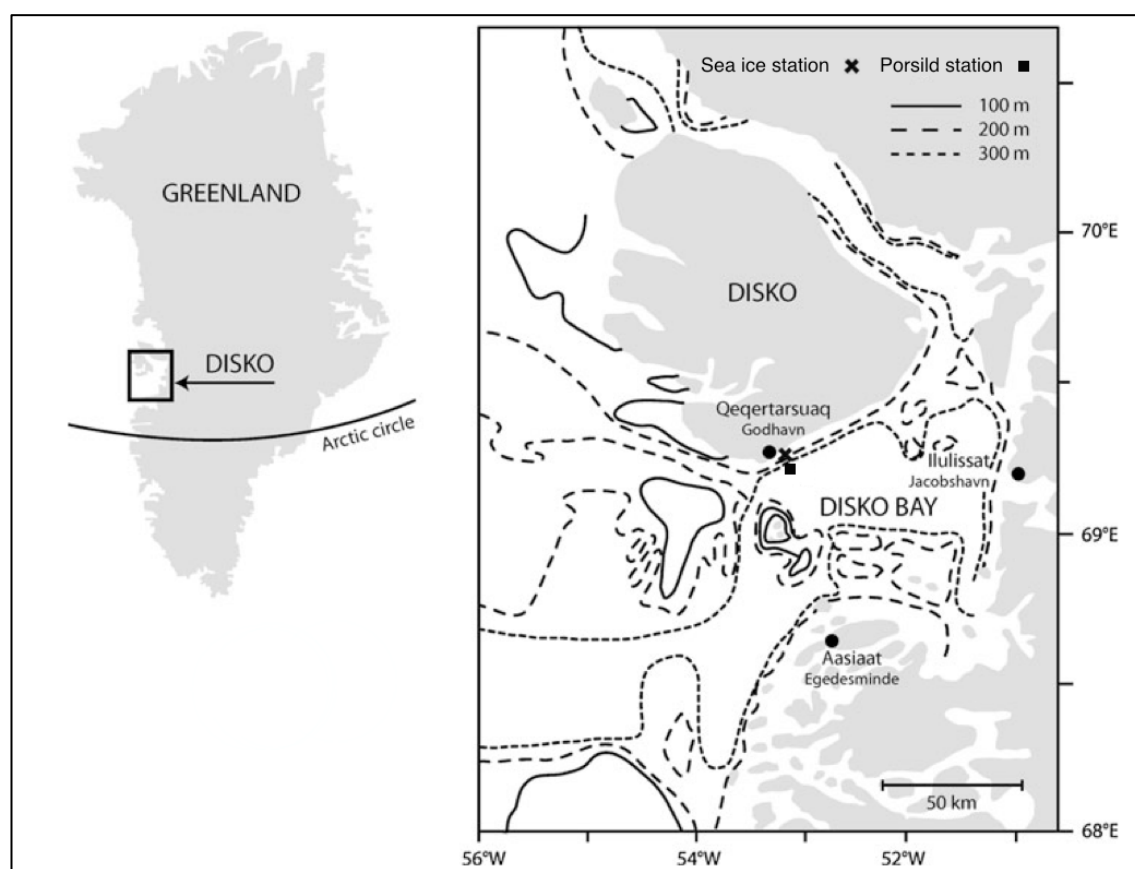 GREENLAND
DISKO
Arctic circle
Sea ice station
Porsild station
100 m
200 m
300 m
70°E
DISKO
Qeqertarsuaq
Godhavn
Ilulissat
Jacobshavn
DISKO BAY
69°E
Aasiaat
Egedesminde
50 km
68°E
56°W
54°W
52°W